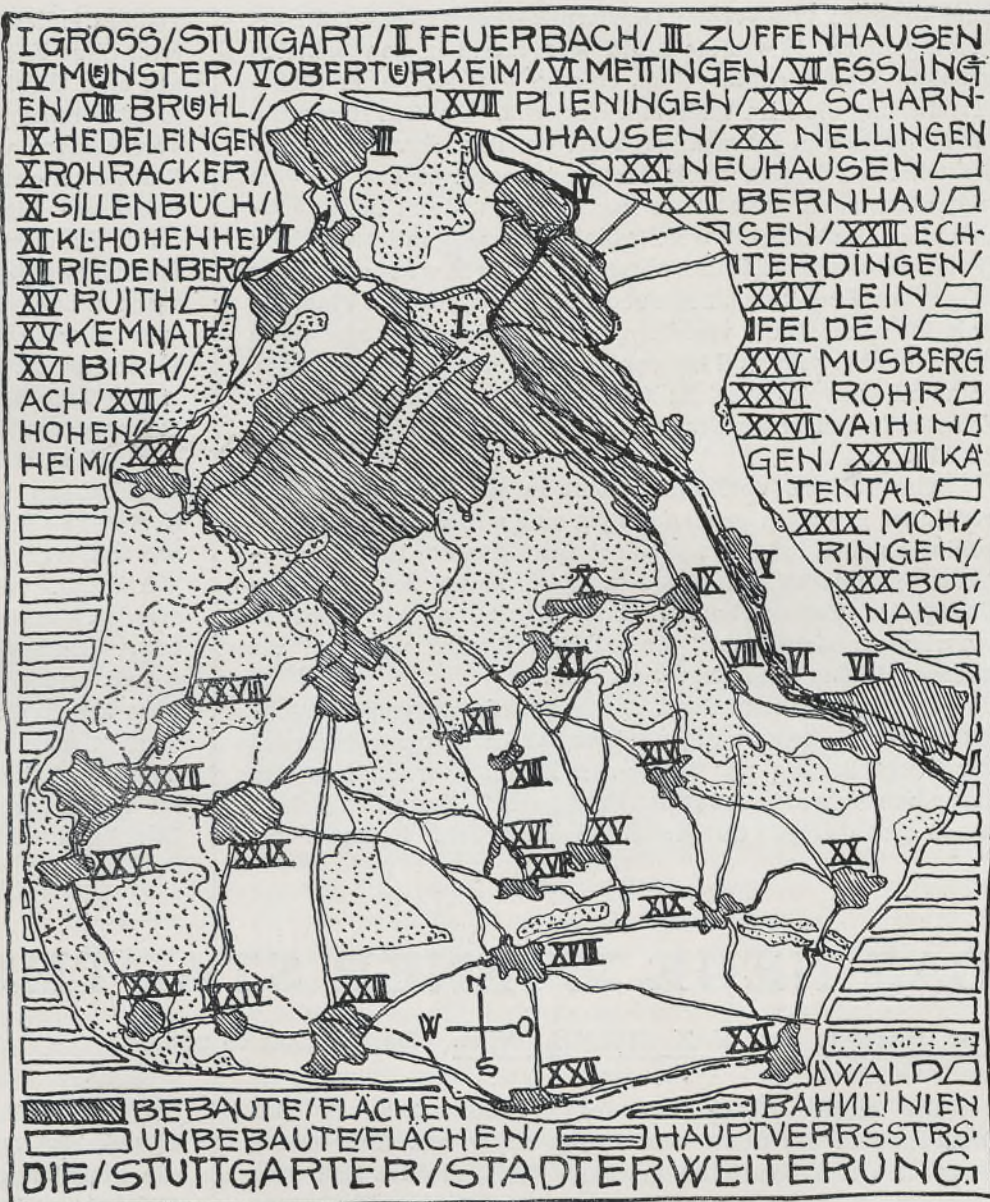 I GROSS/STUTTGART/II FEUERBACH/III ZUFFENHAUSEN
IV MÜNSTER/V OBERTÜRKEIM/VI METTINGEN/VII ESSLING
EN/VIII BRÜHL/ XVIII PLIENINGEN/XIX SCHARN-
IX HEDELFINGEN HAUSEN/XX NELLINGEN
X ROHRACKER/ XXI NEUHAUSEN
XI SILLENBUCH/ XXII BERNHAU
XII KL·HOHENHEI SEN/XXIII ECH-
XIII RIEDENBERG TERDINGEN/
XIV RUITH XXIV LEIN
XV KEMNATH FELDEN
XVI BIRK/ XXV MUSBERG
ACH/XVII XXVI ROHR
HOHEN/ XXVII VAIHIN
HEIM/ GEN/XXVIII KA
LTENTAL
XXIX MÖH/
RINGEN/
XXX BOT/
NANG/
III
IV
II
I
XXX
X
IX
V
XI
VIII
VI
VII
XXVIII
XII
XIV
XXVII
XIII
XVI
XV
XXVI
XXIX
XVII
XX
XIX
XVIII
XXV
XXIV
XXIII
N
W O
S
XXI
XXII
WALD
BEBAUTE/FLÄCHEN BAHNLINIEN
UNBEBAUTE/FLÄCHEN/ HAUPTVERRSSTRS·
DIE/STUTTGARTER/STADTERWEITERUNG.